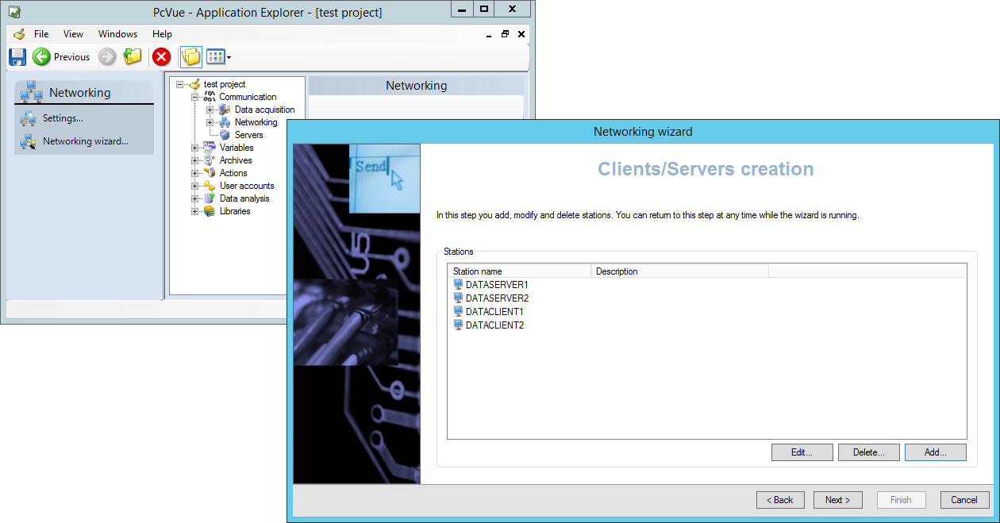 PcVue - Application Explorer - [test project]
File View Windows Help
Previous
Networking
Settings...
Networking wizard...
test project
Communication
Data acquisition
Networking
Servers
Variables
Archives
Actions
User accounts
Data analysis
Libraries
Networking
Networking wizard
Send
U5
Clients/Servers creation
In this step you add, modify and delete stations. You can return to this step at any time while the wizard is running.
Stations
Station name Description
DATASERVER1
DATASERVER2
DATACLIENT1
DATACLIENT2
Edit... Delete... Add...
< Back Next > Finish Cancel